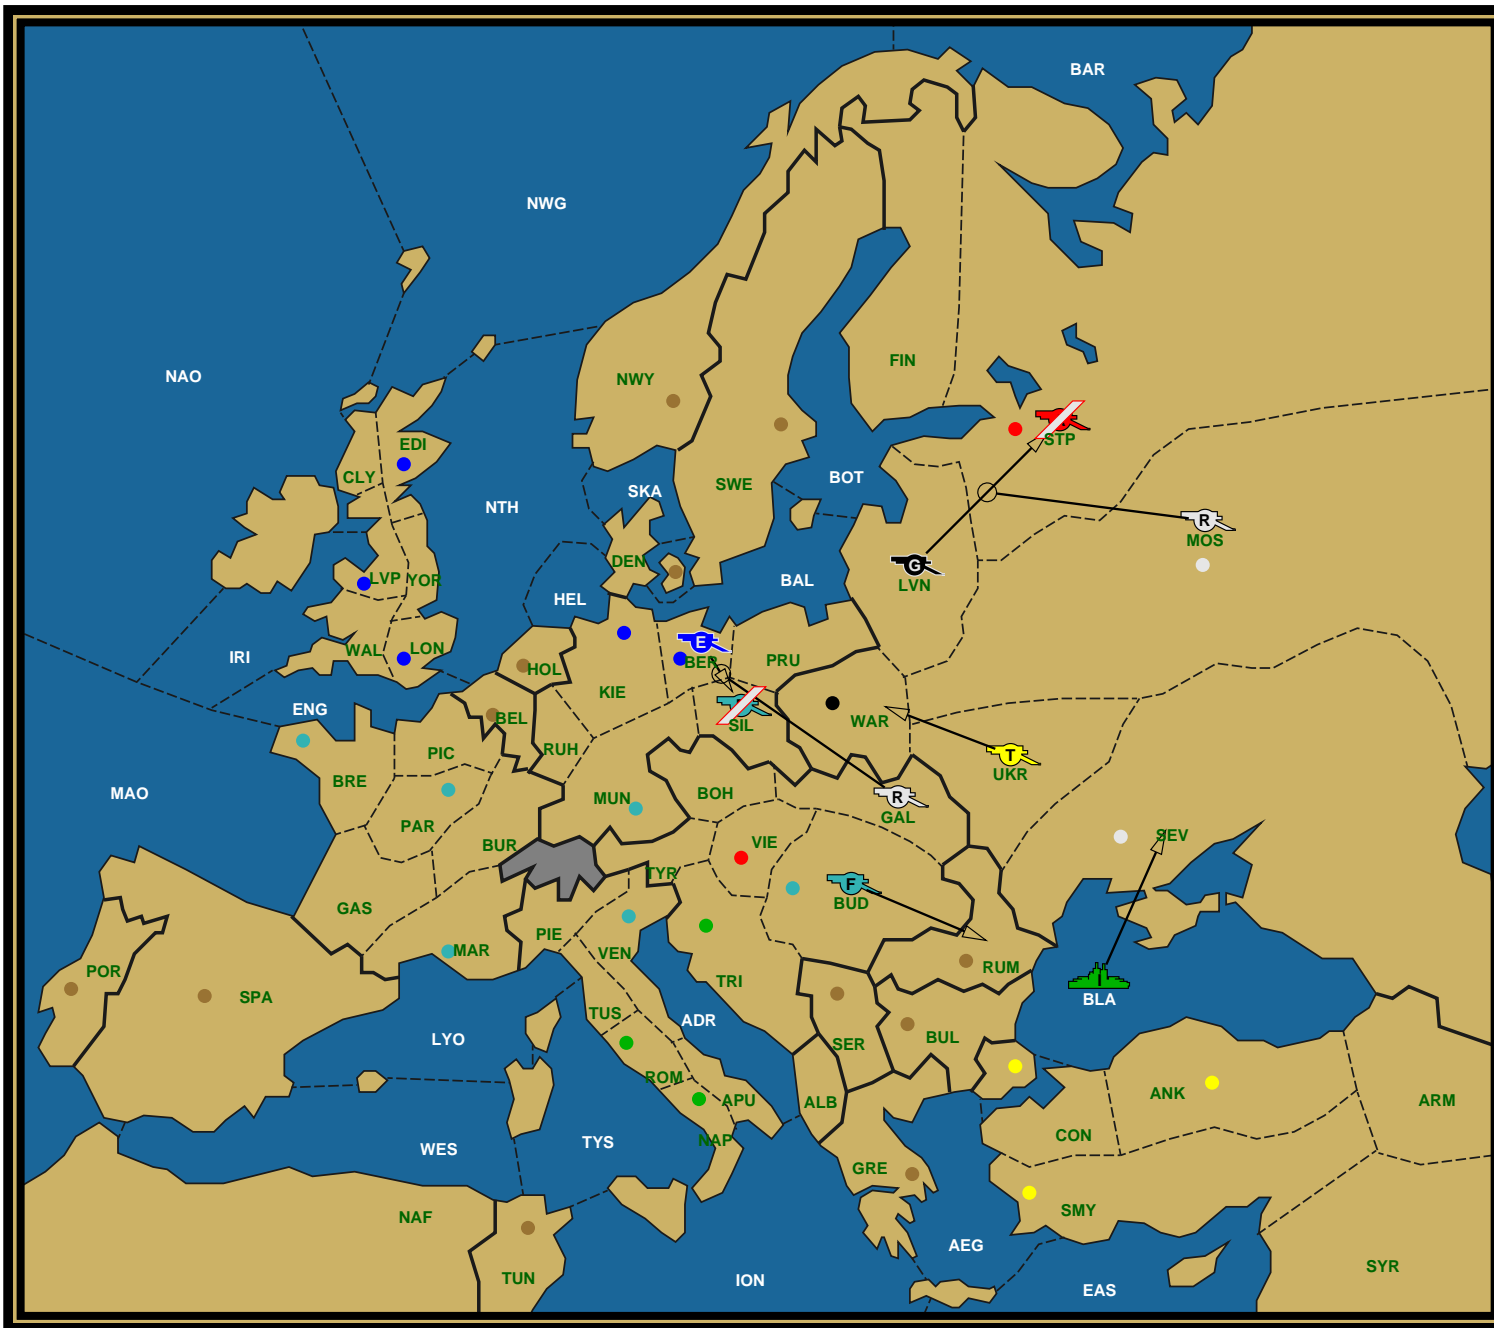 BAR
NWG
NAO
FIN
NWY
STP
EDI
CLY
SWE
BOT
SKA
NTH
R
MOS
DEN
G
LVN
LVP
YOR
BAL
HEL
E
WAL
LON
IRI
BER
PRU
HOL
KIE
ENG
BEL
SIL
WAR
PIC
RUH
T
UKR
BRE
MAO
MUN
BOH
R
GAL
PAR
BUR
VIE
SEV
TYR
F
BUD
GAS
PIE
VEN
MAR
RUM
POR
SPA
TRI
I
BLA
TUS
ADR
LYO
SER
BUL
ROM
APU
ALB
ANK
ARM
CON
NAP
TYS
WES
GRE
SMY
NAF
AEG
SYR
TUN
ION
EAS